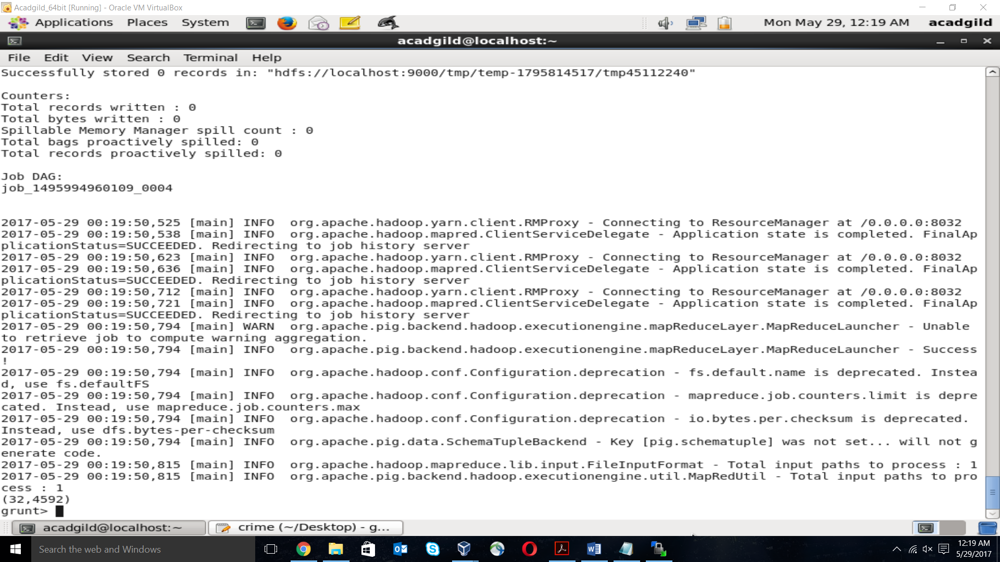 Acadgild_64bit [Running] - Oracle VM VirtualBox
Applications Places System Mon May 29, 12:19 AM acadgild
acadgild@localhost:~
File Edit View Search Terminal Help
Successfully stored 0 records in: "hdfs://localhost:9000/tmp/temp-1795814517/tmp45112240"
Counters:
Total records written : 0
Total bytes written : 0
Spillable Memory Manager spill count : 0
Total bags proactively spilled: 0
Total records proactively spilled: 0
Job DAG:
job_1495994960109_0004
2017-05-29 00:19:50,525 [main] INFO  org.apache.hadoop.yarn.client.RMProxy - Connecting to ResourceManager at /0.0.0.0:8032
2017-05-29 00:19:50,538 [main] INFO  org.apache.hadoop.mapred.ClientServiceDelegate - Application state is completed. FinalAp
plicationStatus=SUCCEEDED. Redirecting to job history server
2017-05-29 00:19:50,623 [main] INFO  org.apache.hadoop.yarn.client.RMProxy - Connecting to ResourceManager at /0.0.0.0:8032
2017-05-29 00:19:50,636 [main] INFO  org.apache.hadoop.mapred.ClientServiceDelegate - Application state is completed. FinalAp
plicationStatus=SUCCEEDED. Redirecting to job history server
2017-05-29 00:19:50,712 [main] INFO  org.apache.hadoop.yarn.client.RMProxy - Connecting to ResourceManager at /0.0.0.0:8032
2017-05-29 00:19:50,721 [main] INFO  org.apache.hadoop.mapred.ClientServiceDelegate - Application state is completed. FinalAp
plicationStatus=SUCCEEDED. Redirecting to job history server
2017-05-29 00:19:50,794 [main] WARN  org.apache.pig.backend.hadoop.executionengine.mapReduceLayer.MapReduceLauncher - Unable
to retrieve job to compute warning aggregation.
2017-05-29 00:19:50,794 [main] INFO  org.apache.pig.backend.hadoop.executionengine.mapReduceLayer.MapReduceLauncher - Success
!
2017-05-29 00:19:50,794 [main] INFO  org.apache.hadoop.conf.Configuration.deprecation - fs.default.name is deprecated. Instea
d, use fs.defaultFS
2017-05-29 00:19:50,794 [main] INFO  org.apache.hadoop.conf.Configuration.deprecation - mapreduce.job.counters.limit is depre
cated. Instead, use mapreduce.job.counters.max
2017-05-29 00:19:50,794 [main] INFO  org.apache.hadoop.conf.Configuration.deprecation - io.bytes.per.checksum is deprecated.
Instead, use dfs.bytes-per-checksum
2017-05-29 00:19:50,794 [main] INFO  org.apache.pig.data.SchemaTupleBackend - Key [pig.schematuple] was not set... will not g
enerate code.
2017-05-29 00:19:50,815 [main] INFO  org.apache.hadoop.mapreduce.lib.input.FileInputFormat - Total input paths to process : 1
2017-05-29 00:19:50,815 [main] INFO  org.apache.pig.backend.hadoop.executionengine.util.MapRedUtil - Total input paths to pro
cess : 1
(32,4592)
grunt>
acadgild@localhost:~ crime (~/Desktop) - g...
Search the web and Windows 12:19 AM
5/29/2017